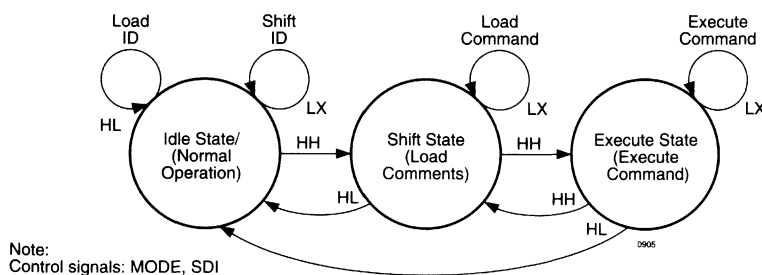 Load
ID
Shift
ID
Load
Command
Execute
Command
HL
LX
LX
LX
Idle State/
(Normal
Operation)
HH
Shift State
(Load
Comments)
HH
Execute State
(Execute
Command)
HL
HH
HL
0905
Note:
Control signals: MODE, SDI